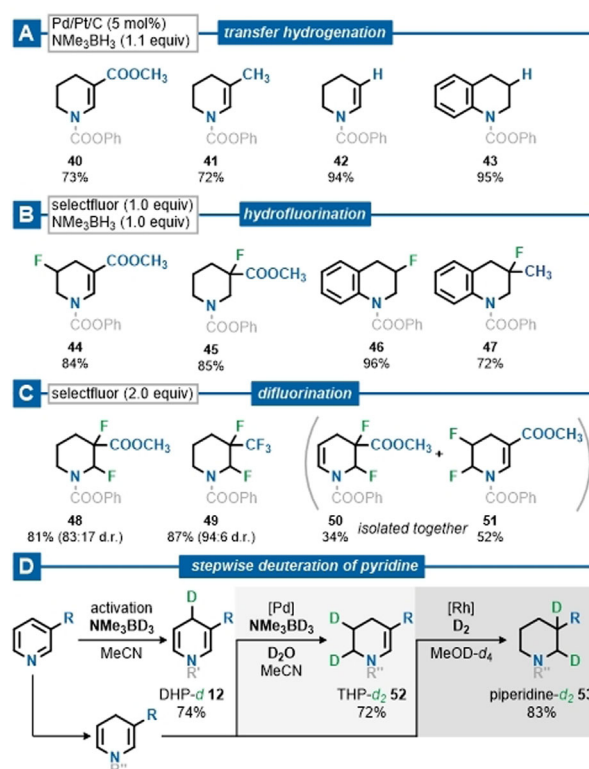 A
Pd/Pt/C (5 mol%)
NMe3BH3 (1.1 equiv)
transfer hydrogenation
COOCH3
CH3
H
H
N
N
N
N
COOPh
COOPh
COOPh
COOPh
40
41
42
43
73%
72%
94%
95%
B
selectfluor (1.0 equiv)
NMe3BH3 (1.0 equiv)
hydrofluorination
F
COOCH3
F
COOCH3
F
F
CH3
N
N
N
N
COOPh
COOPh
COOPh
COOPh
44
45
46
47
84%
85%
96%
72%
C
selectfluor (2.0 equiv)
difluorination
F
COOCH3
F
N
COOPh
48
81% (83:17 d.r.)
F
CF3
F
N
COOPh
49
87% (94:6 d.r.)
F
COOCH3
F
N
COOPh
50
34%
+
F
COOCH3
F
N
COOPh
51
52%
isolated together
D
stepwise deuteration of pyridine
R
N
activation
NMe3BD3
MeCN
D
R
N
R'
DHP-d 12
74%
[Pd]
NMe3BD3
D2O
MeCN
D
R
D
N
R''
THP-d2 52
72%
[Rh]
D2
MeOD-d4
D
R
D
N
R''
piperidine-d2 53
83%
R
N
R''